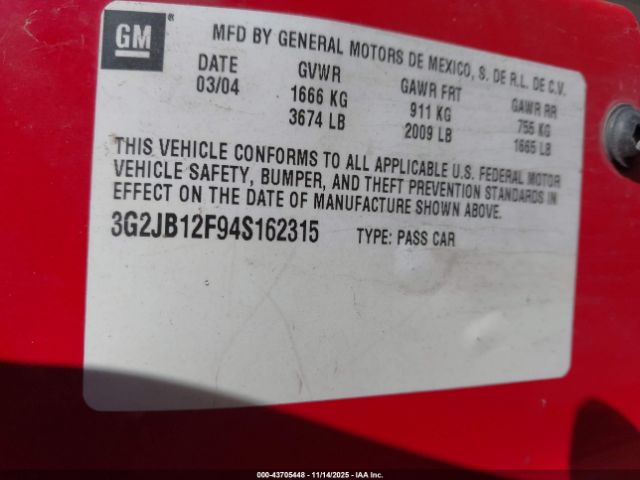 GM
MFD BY GENERAL MOTORS DE MEXICO, S. DE R.L. DE C.V.
DATE GVWR GAWR FRT GAWR RR
03/04 1666 KG 911 KG 755 KG
3674 LB 2009 LB 1665 LB
THIS VEHICLE CONFORMS TO ALL APPLICABLE U.S. FEDERAL MOTOR
VEHICLE SAFETY, BUMPER, AND THEFT PREVENTION STANDARDS IN
EFFECT ON THE DATE OF MANUFACTURE SHOWN ABOVE.
3G2JB12F94S162315 TYPE: PASS CAR
000-43705448 - 11/14/2025 - IAAI.COM